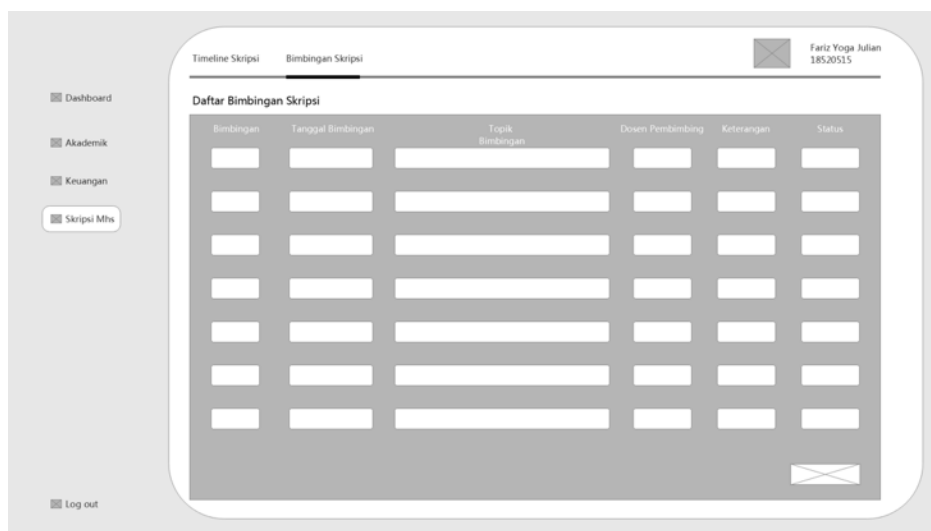 Timeline Skripsi
Bimbingan Skripsi
Fariz Yoga Julian
18520515
Dashboard
Akademik
Keuangan
Skripsi Mhs
Log out
Daftar Bimbingan Skripsi
Bimbingan
Tanggal Bimbingan
Topik
Bimbingan
Dosen Pembimbing
Keterangan
Status